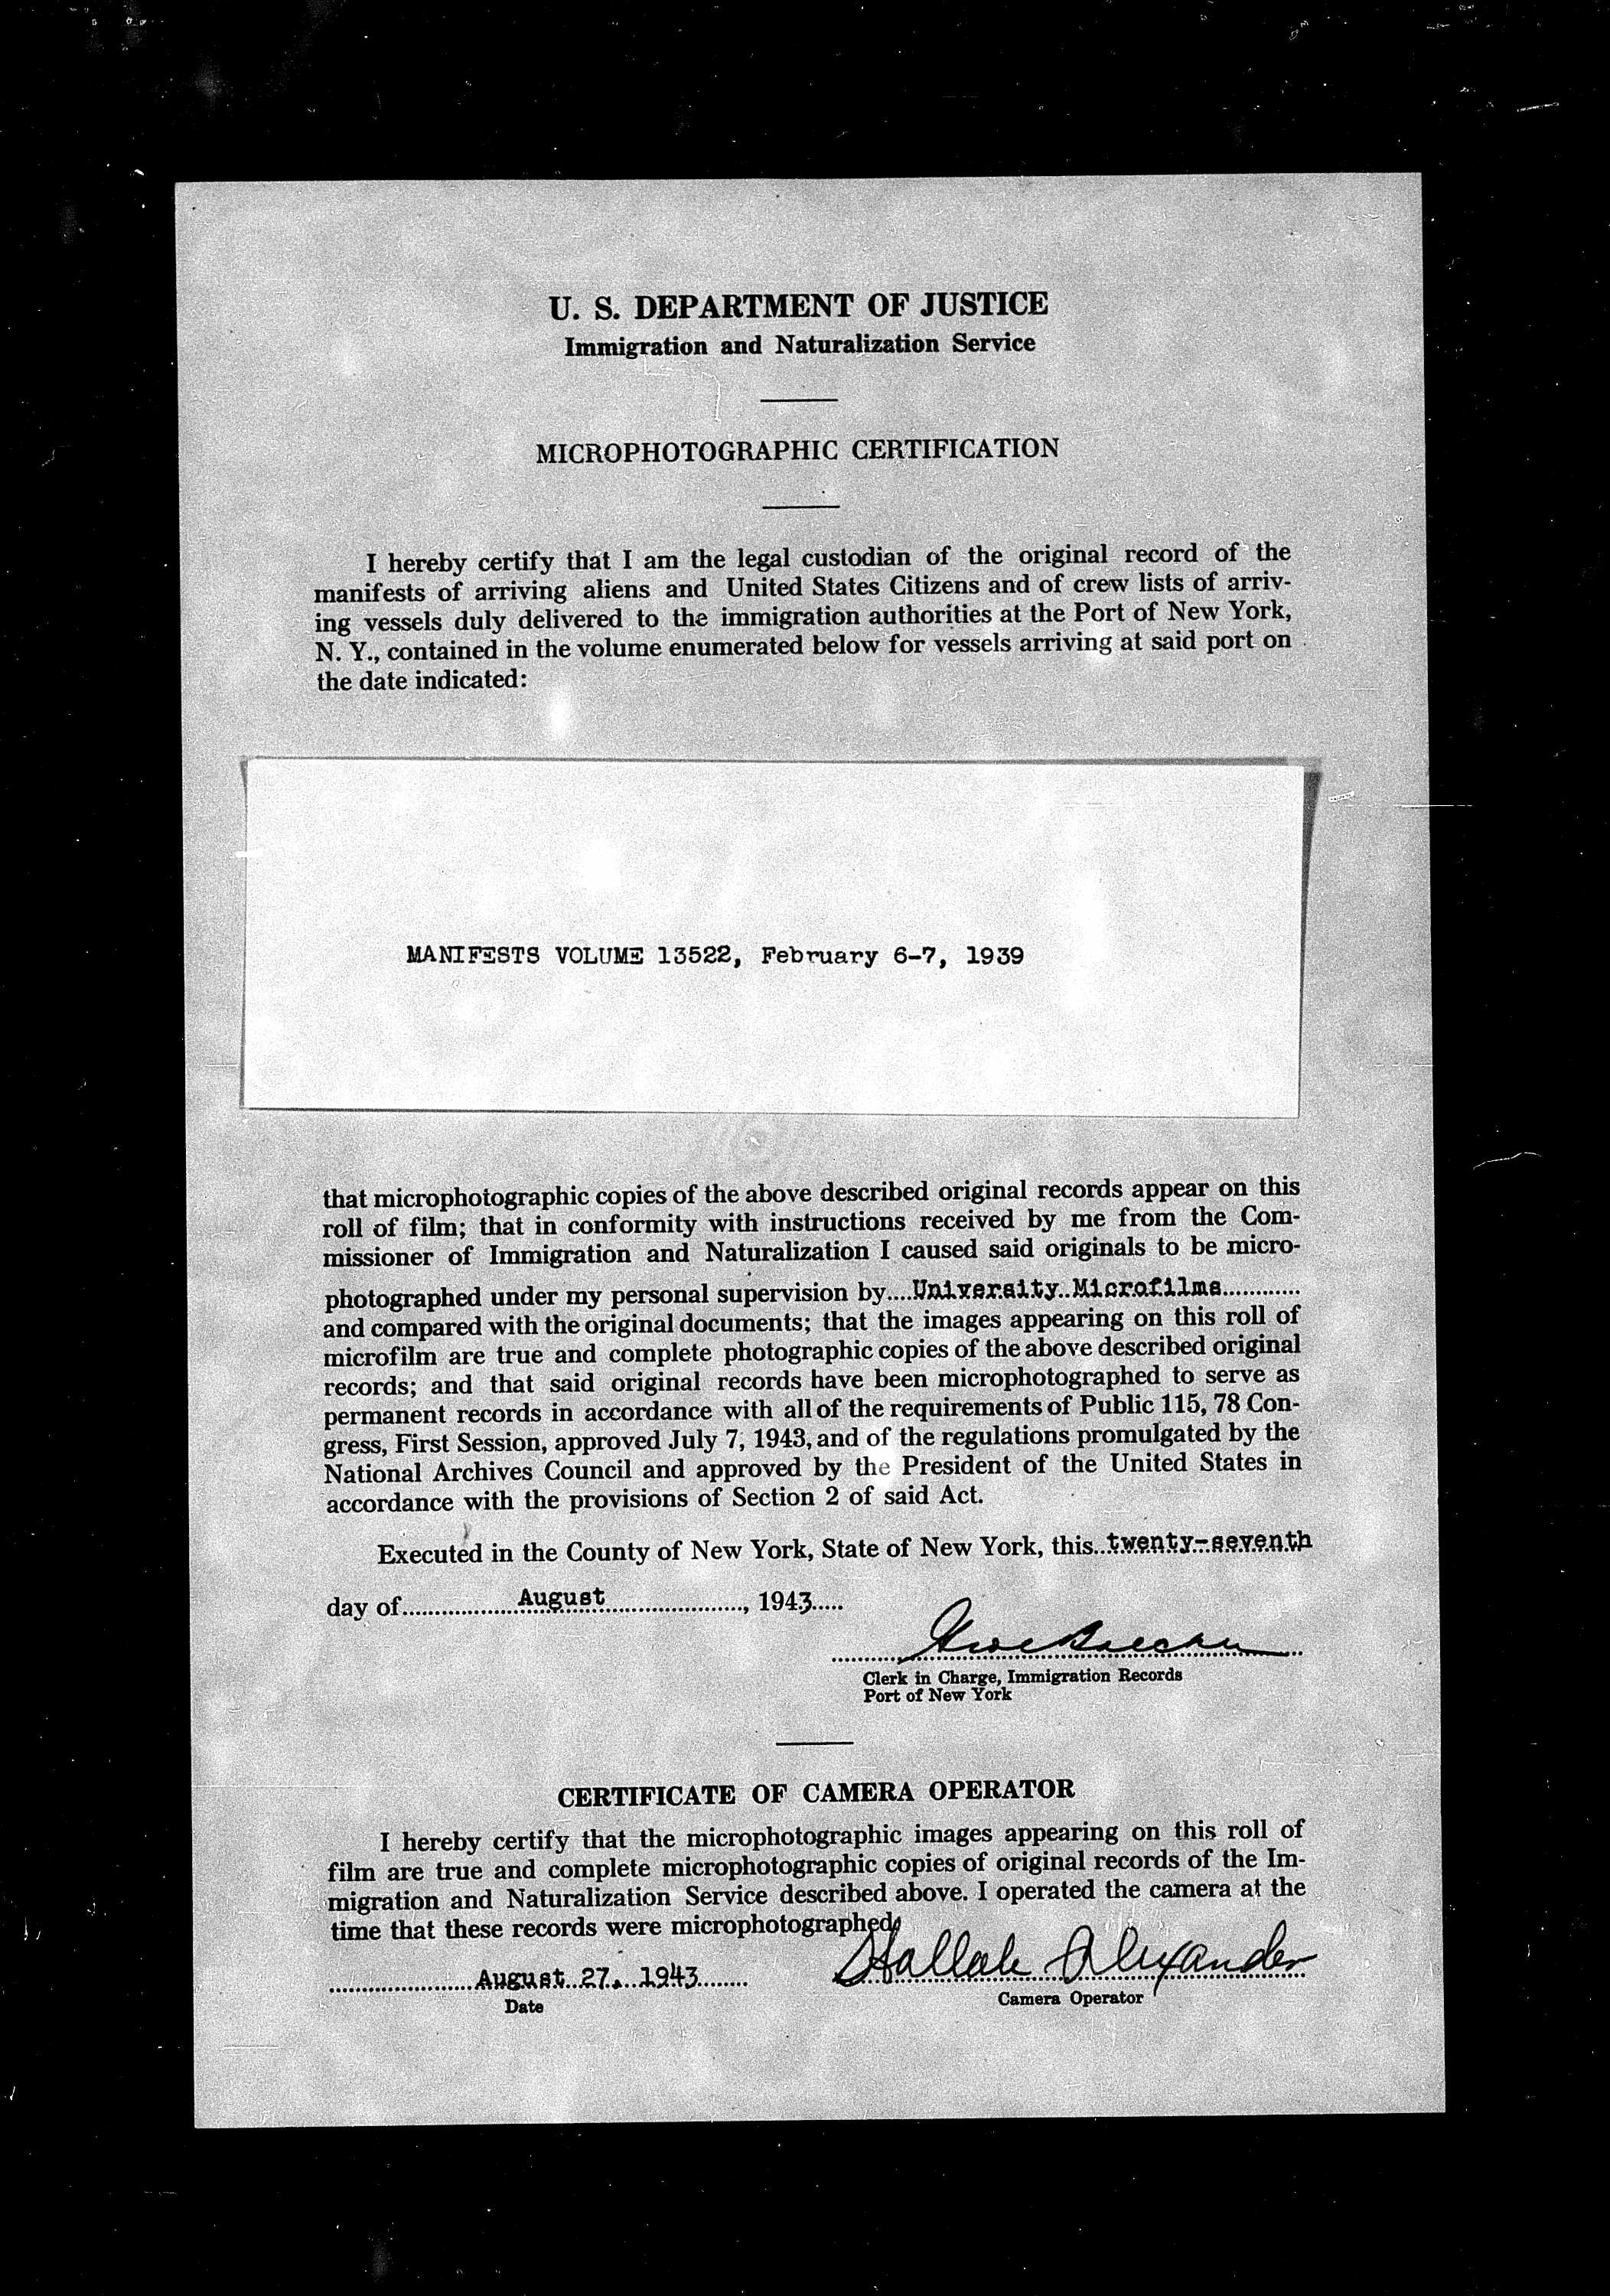 U. S. DEPARTMENT OF JUSTICE
Immigration and Naturalization Service
MICROPHOTOGRAPHIC CERTIFICATION
I hereby certify that I am the legal custodian of the original record of the
manifests of arriving aliens and United States Citizens and of crew lists of arriv-
ing vessels duly delivered to the immigration authorities at the Port of New York,
N. Y., contained in the volume enumerated below for vessels arriving at said port on
the date indicated:
MANIFESTS VOLUME 13522, February 6-7, 1939
that microphotographic copies of the above described original records appear on this
roll of film; that in conformity with instructions received by me from the Com-
missioner of Immigration and Naturalization I caused said originals to be micro-
photographed under my personal supervision by....University Microfilms............
and compared with the original documents; that the images appearing on this roll of
microfilm are true and complete photographic copies of the above described original
records; and that said original records have been microphotographed to serve as
permanent records in accordance with all of the requirements of Public 115, 78 Con-
gress, First Session, approved July 7, 1943, and of the regulations promulgated by the
National Archives Council and approved by the President of the United States in
accordance with the provisions of Section 2 of said Act.
Executed in the County of New York, State of New York, this..twenty-seventh
day of....................August........................, 1943.....
Clerk in Charge, Immigration Records
Port of New York
CERTIFICATE OF CAMERA OPERATOR
I hereby certify that the microphotographic images appearing on this roll of
film are true and complete microphotographic copies of original records of the Im-
migration and Naturalization Service described above. I operated the camera at the
time that these records were microphotographed.
August 27, 1943 Alexander
Date Camera Operator